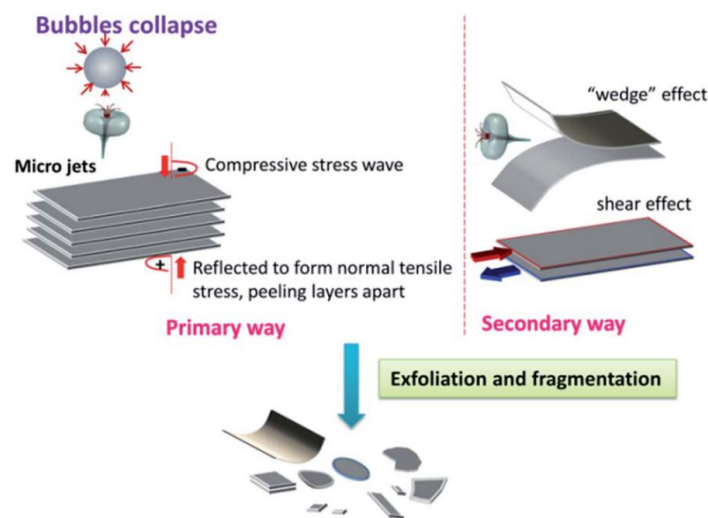 Bubbles collapse
Micro jets
Compressive stress wave
Reflected to form normal tensile
stress, peeling layers apart
Primary way
“wedge” effect
shear effect
Secondary way
Exfoliation and fragmentation